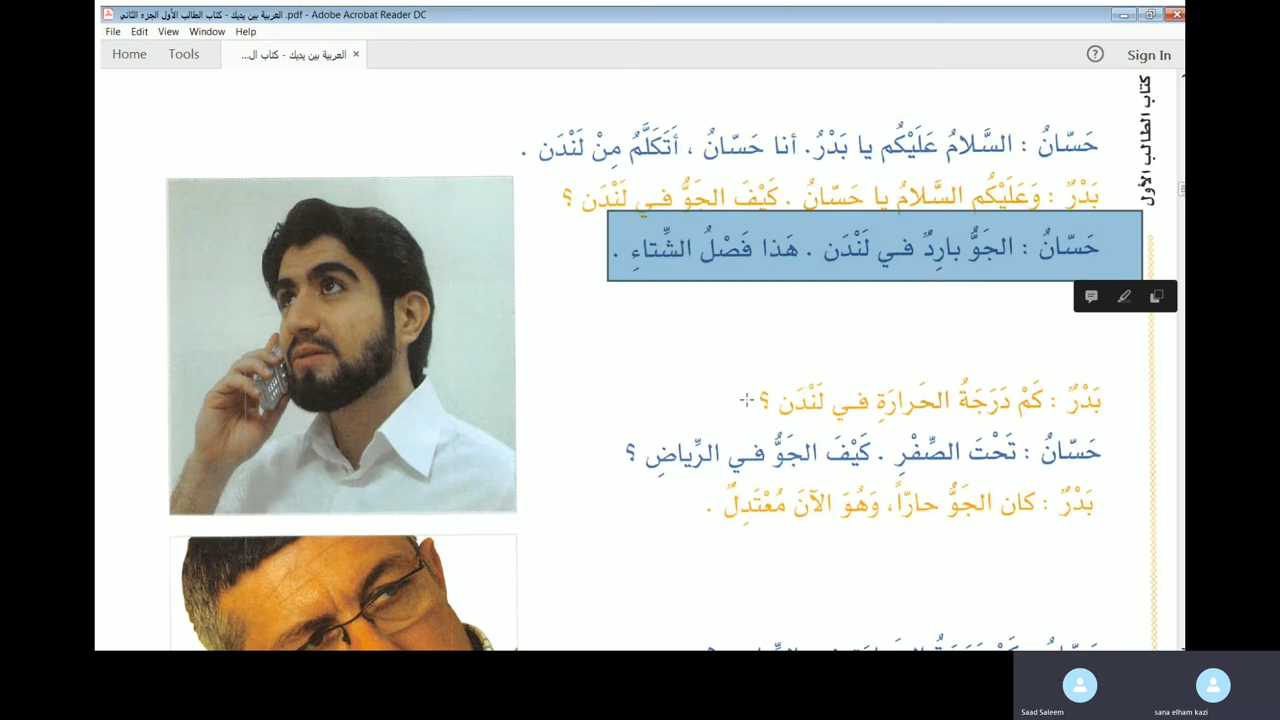 العربية بين يديك - كتاب الطالب الأول الجزء الثاني .pdf - Adobe Acrobat Reader DC
File Edit View Window Help
Home Tools العربية بين يديك - كتاب ال... × ? Sign In
كتاب الطالب الأول
حَسّانُ : السَّلامُ عَلَيْكُم يا بَدْرُ. أنا حَسّانُ ، أَتَكَلَّمُ مِنْ لَنْدَن .
بَدْرٌ : وَعَلَيْكُم السَّلامُ يا حَسّانُ . كَيْفَ الجَوُّ في لَنْدَن ؟
حَسّانُ : الجَوُّ بارِدٌ في لَنْدَن . هَذا فَصْلُ الشِّتاءِ .
بَدْرٌ : كَمْ دَرَجَةُ الحَرارَةِ في لَنْدَن ؟
حَسّانُ : تَحْتَ الصِّفْرِ . كَيْفَ الجَوُّ في الرِّياضِ ؟
بَدْرٌ : كان الجَوُّ حارّاً، وَهُوَ الآنَ مُعْتَدِلٌ .
Saad Saleem
sana elham kazi